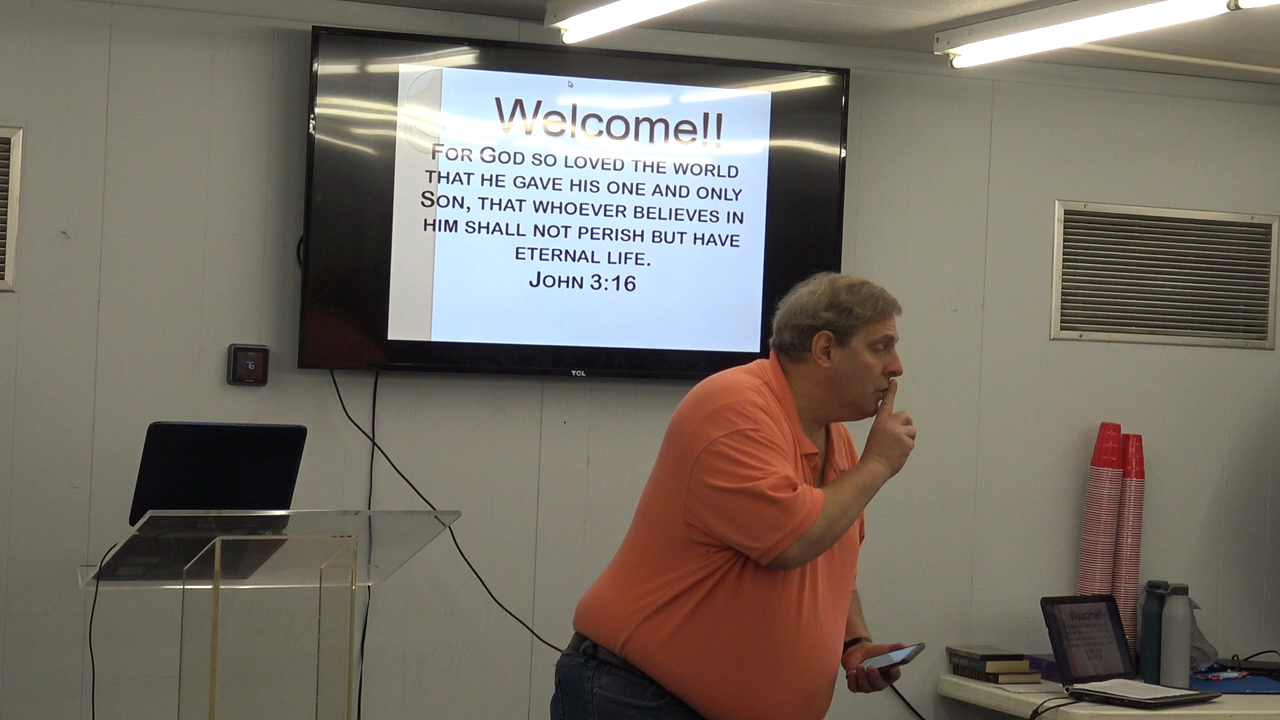 Welcome!!
For God so loved the world
that he gave his one and only
Son, that whoever believes in
him shall not perish but have
eternal life.
John 3:16
TCL
76
Welcome!!